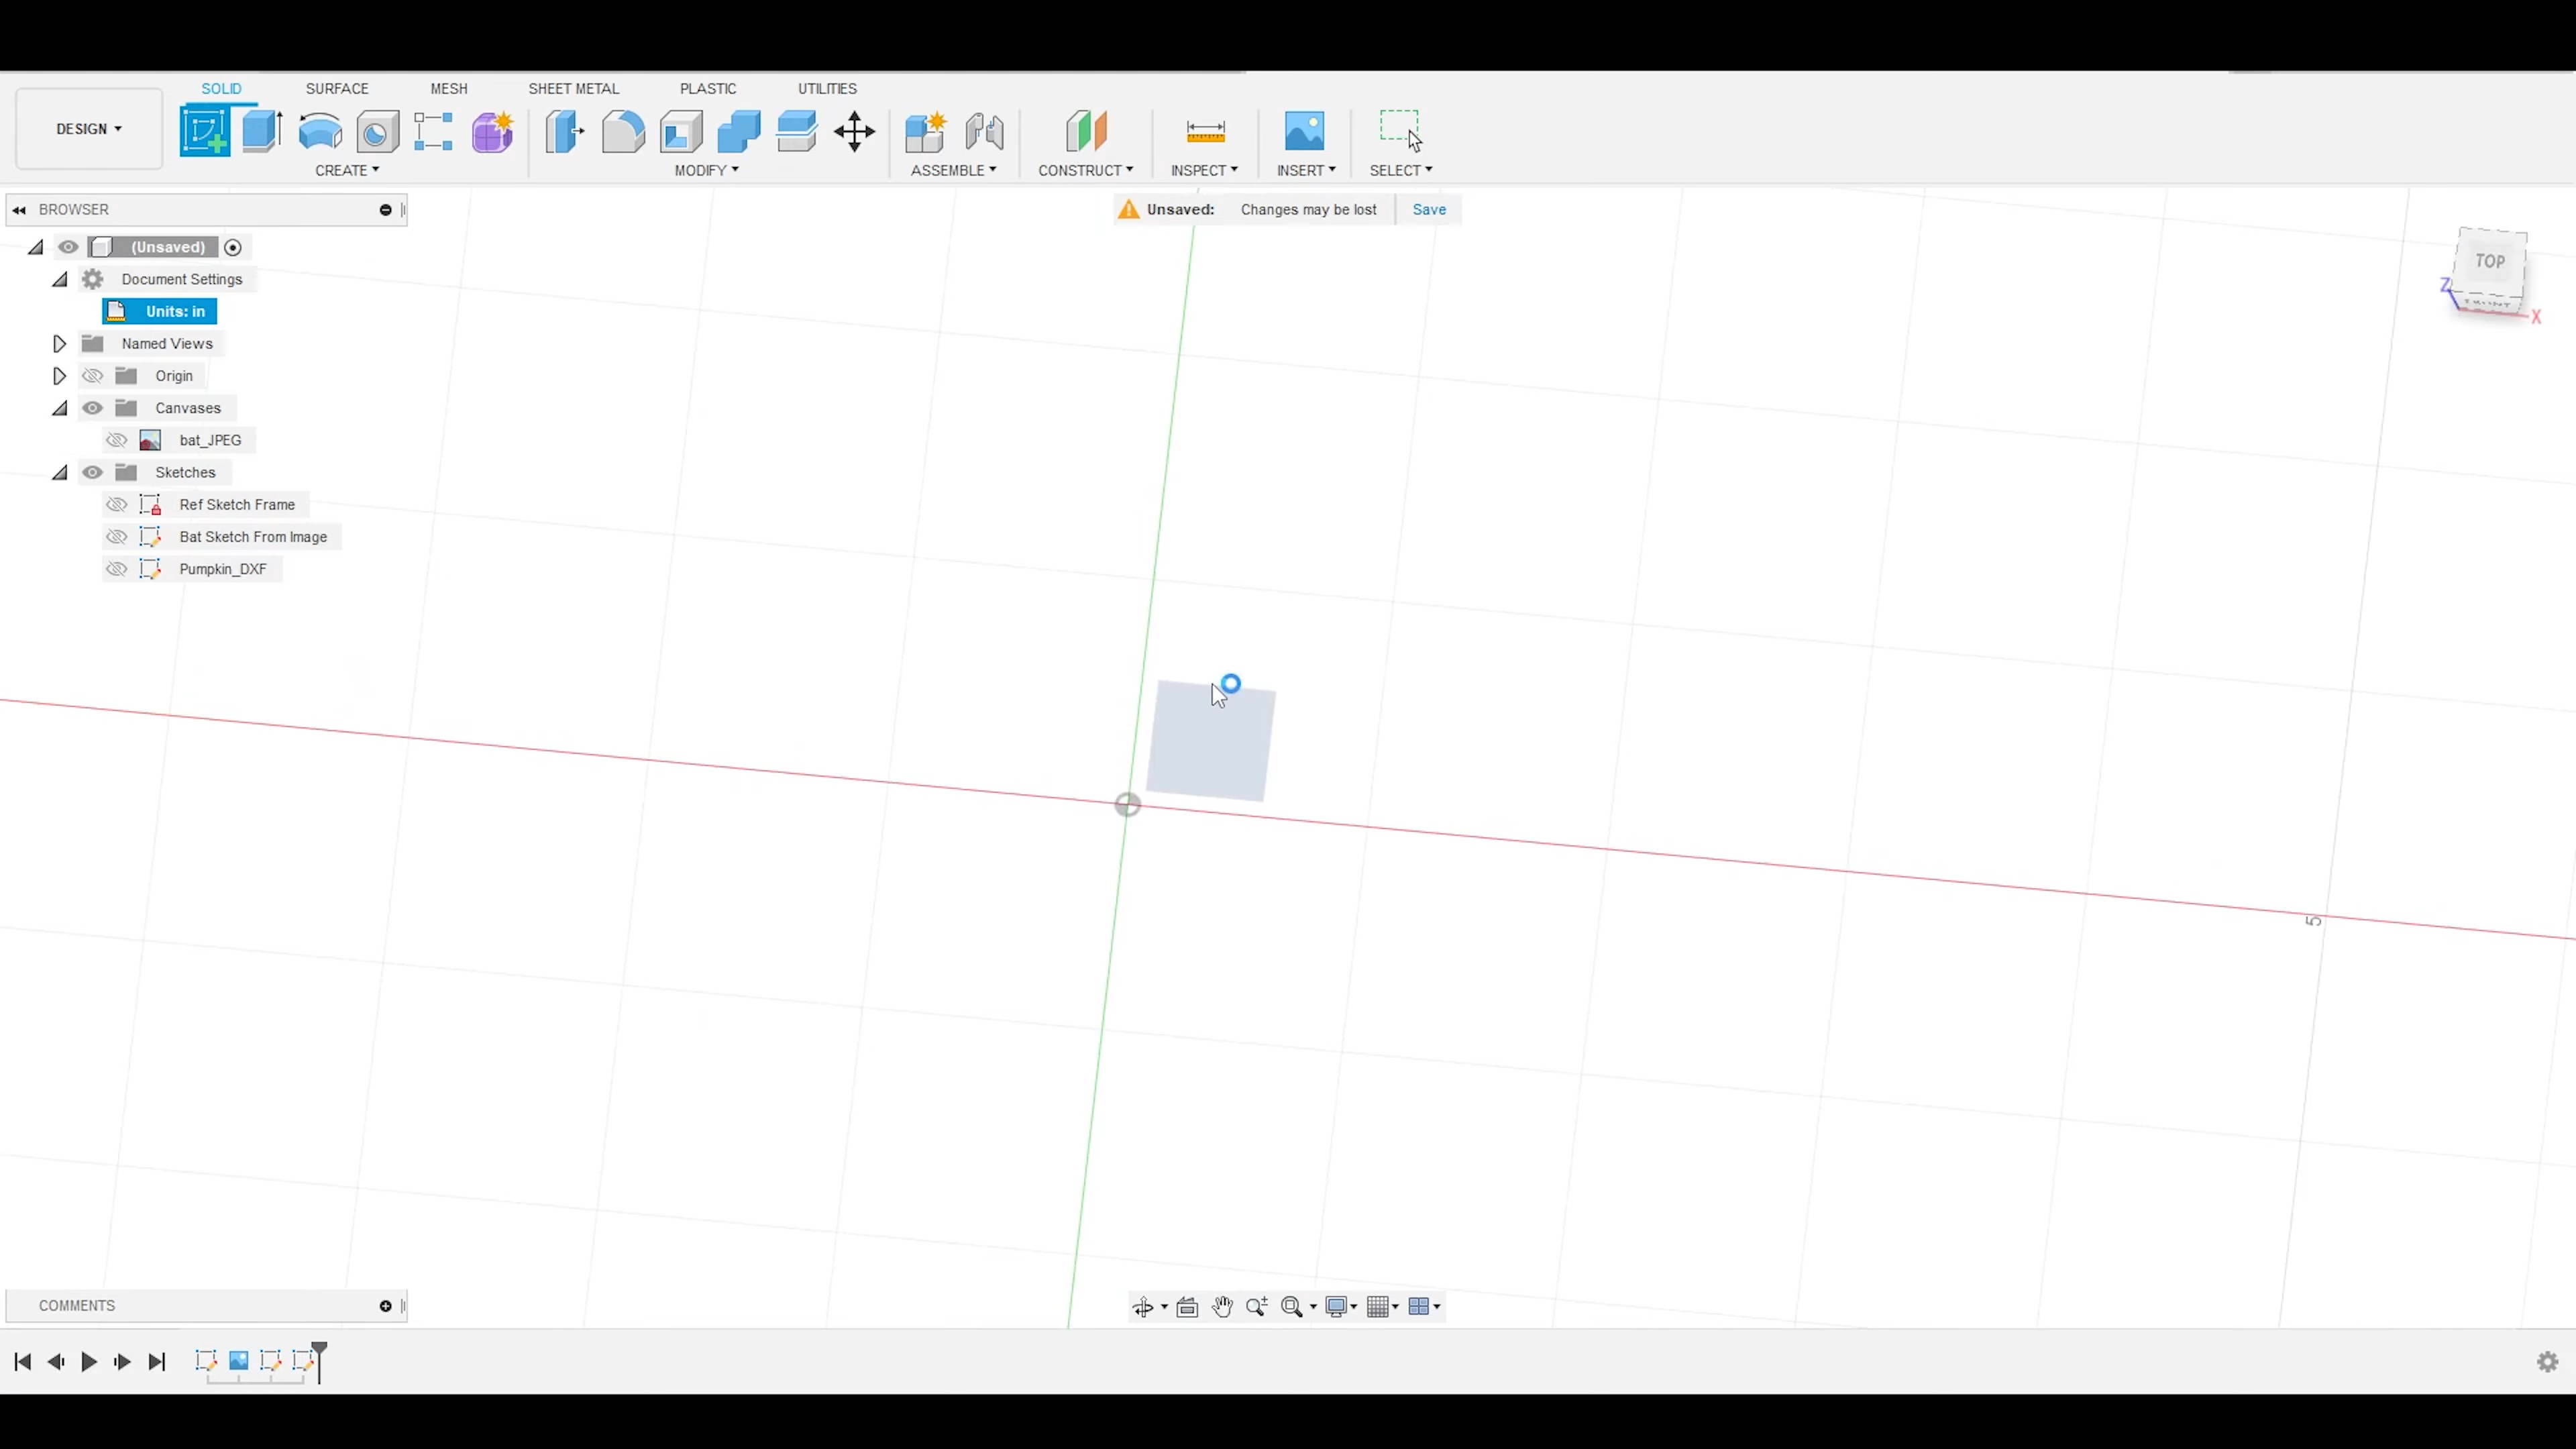 SOLID SURFACE MESH SHEET METAL PLASTIC UTILITIES
DESIGN
CREATE MODIFY ASSEMBLE CONSTRUCT INSPECT INSERT SELECT
BROWSER
Unsaved: Changes may be lost Save
(Unsaved)
Document Settings
Units: in
Named Views
Origin
Canvases
bat_JPEG
Sketches
Ref Sketch Frame
Bat Sketch From Image
Pumpkin_DXF
TOP
FRONT
Z
X
5
COMMENTS